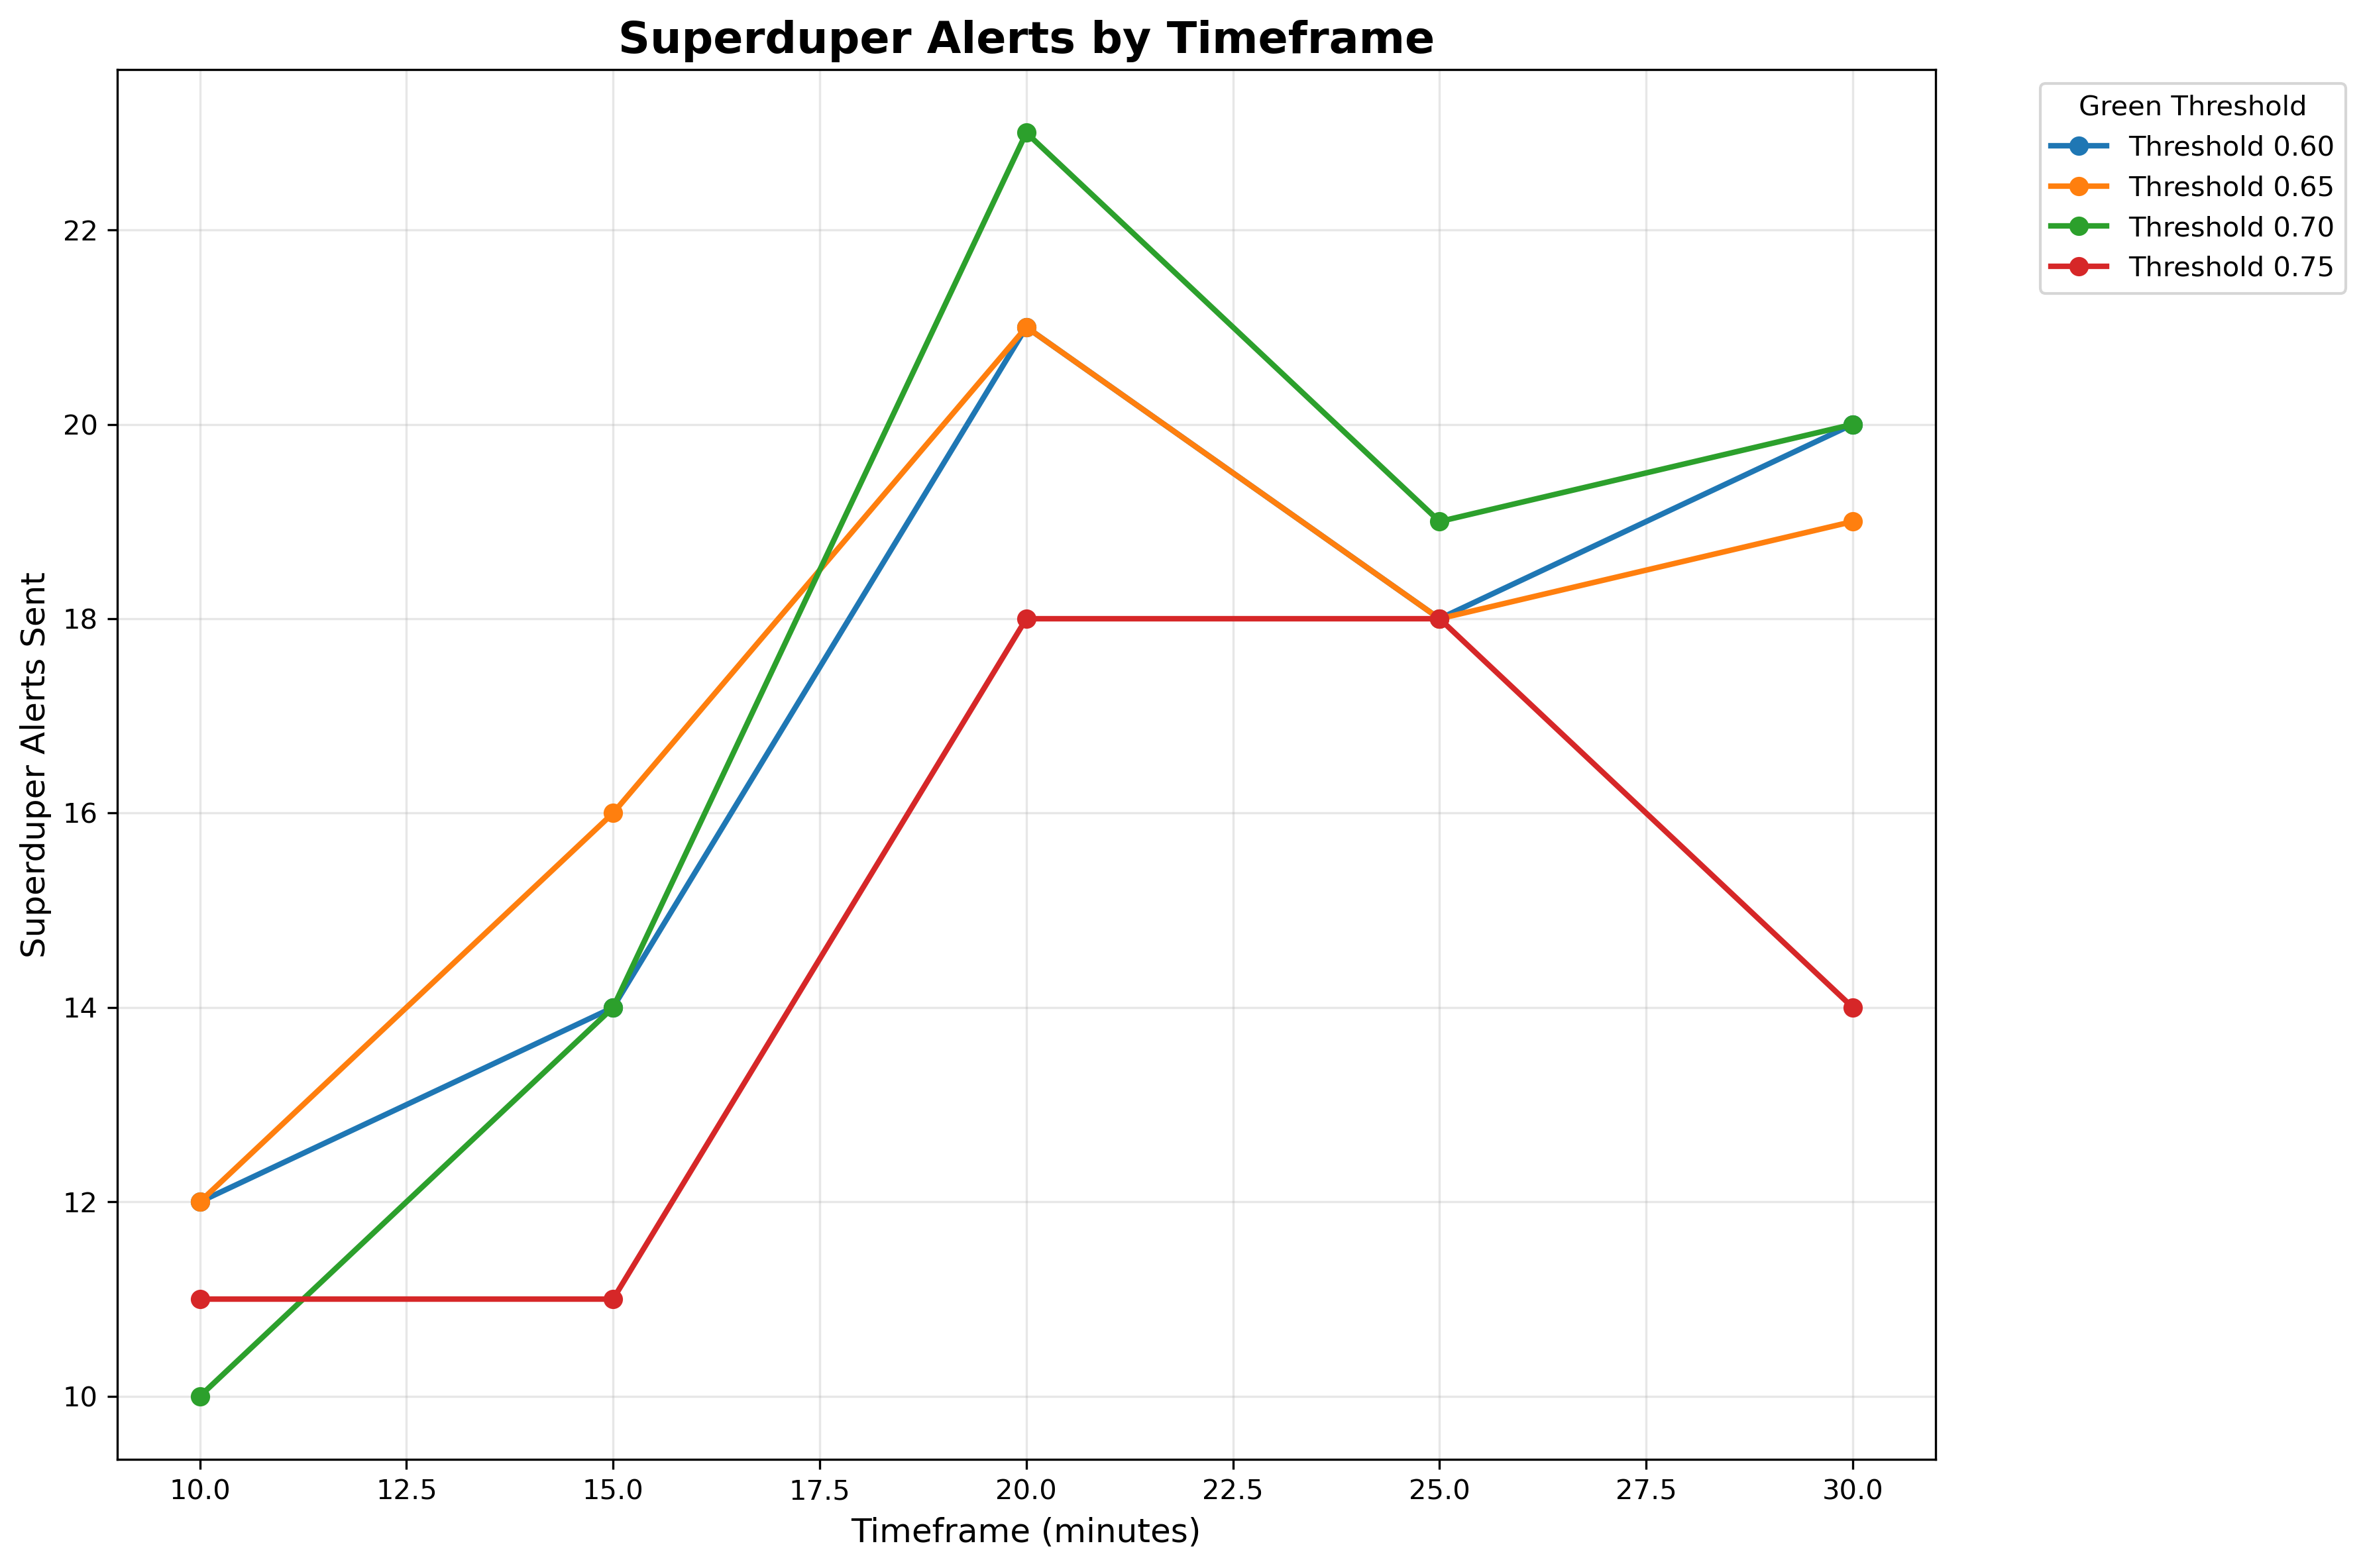 Superduper Alerts by Timeframe
Green Threshold
Threshold 0.60
Threshold 0.65
Threshold 0.70
Threshold 0.75
Superduper Alerts Sent
22
20
18
16
14
12
10
10.0 12.5 15.0 17.5 20.0 22.5 25.0 27.5 30.0
Timeframe (minutes)